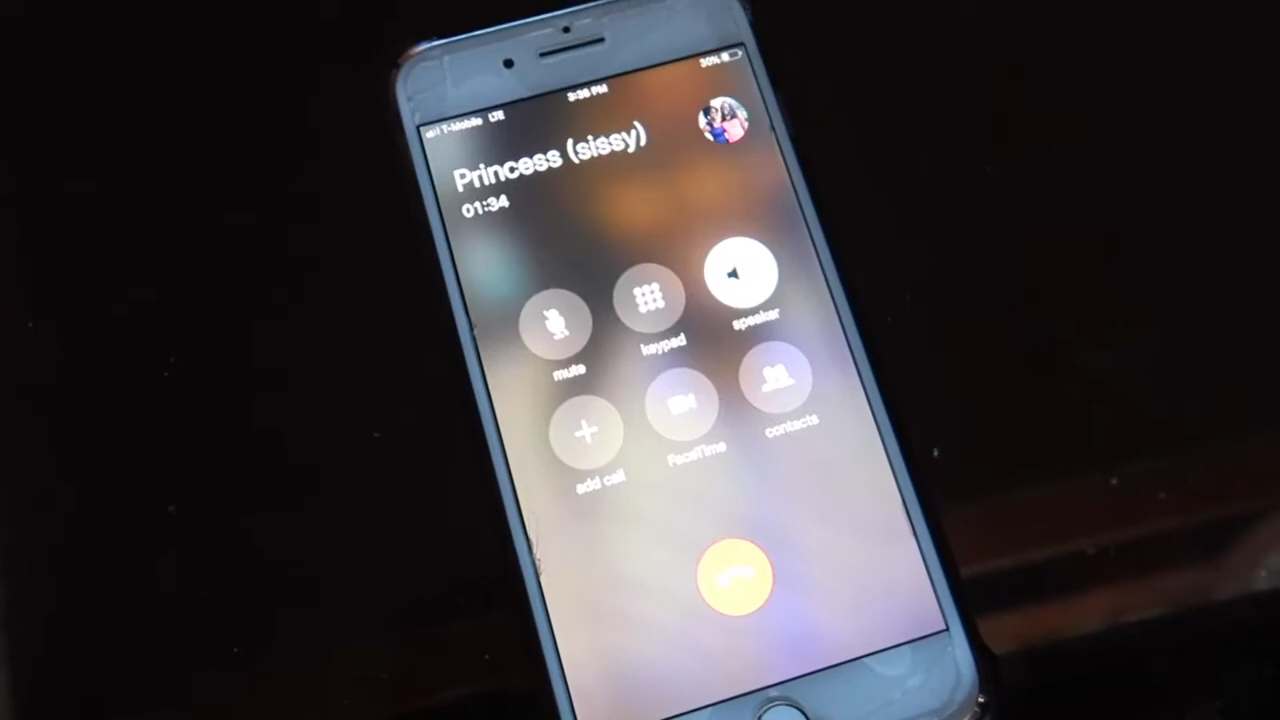 30%
3:36 PM
T-Mobile LTE
Princess (sissy)
01:34
mute
keypad
speaker
add call
FaceTime
contacts